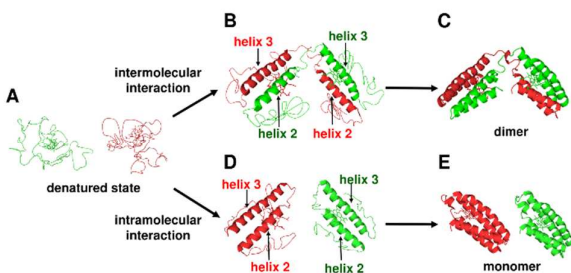 A
denatured state
intermolecular
interaction
intramolecular
interaction
B
helix 3
helix 3
helix 2
helix 2
C
dimer
D
helix 3
helix 3
helix 2
helix 2
E
monomer